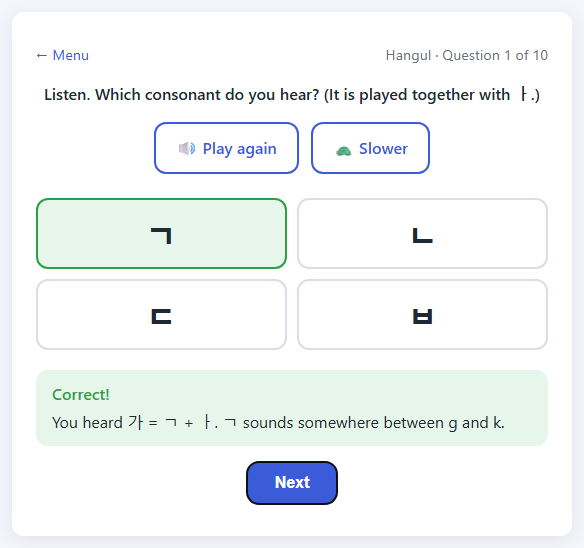 ← Menu
Hangul · Question 1 of 10
Listen. Which consonant do you hear? (It is played together with ㅏ.)
Play again
Slower
ㄱ
ㄴ
ㄷ
ㅂ
Correct!
You heard 가 = ㄱ + ㅏ. ㄱ sounds somewhere between g and k.
Next